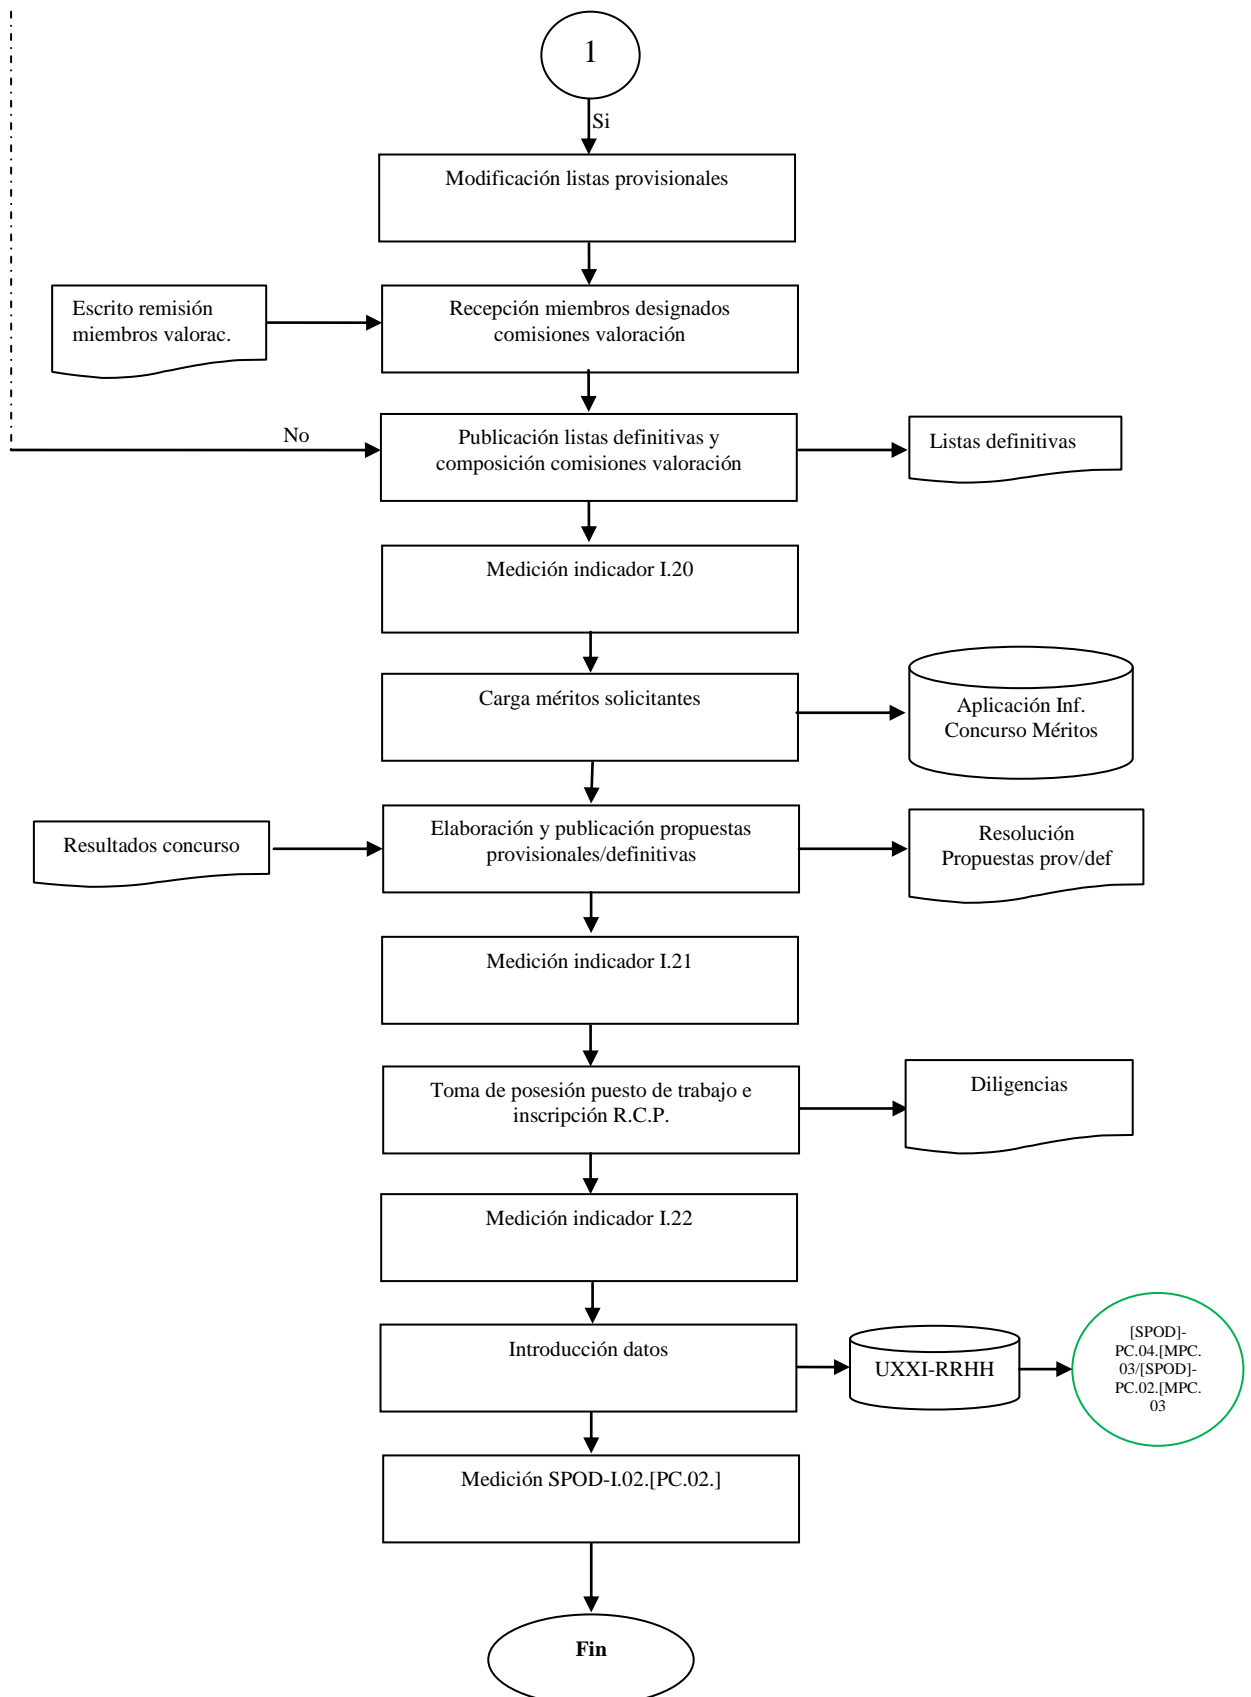 1
Si
Modificación listas provisionales
Escrito remisión
miembros valorac.
Recepción miembros designados
comisiones valoración
No
Publicación listas definitivas y
composición comisiones valoración
Listas definitivas
Medición indicador I.20
Carga méritos solicitantes
Aplicación Inf.
Concurso Méritos
Resultados concurso
Elaboración y publicación propuestas
provisionales/definitivas
Resolución
Propuestas prov/def
Medición indicador I.21
Toma de posesión puesto de trabajo e
inscripción R.C.P.
Diligencias
Medición indicador I.22
Introducción datos
UXXI-RRHH
[SPOD]-
PC.04.[MPC.
03/[SPOD]-
PC.02.[MPC.
03
Medición SPOD-I.02.[PC.02.]
Fin